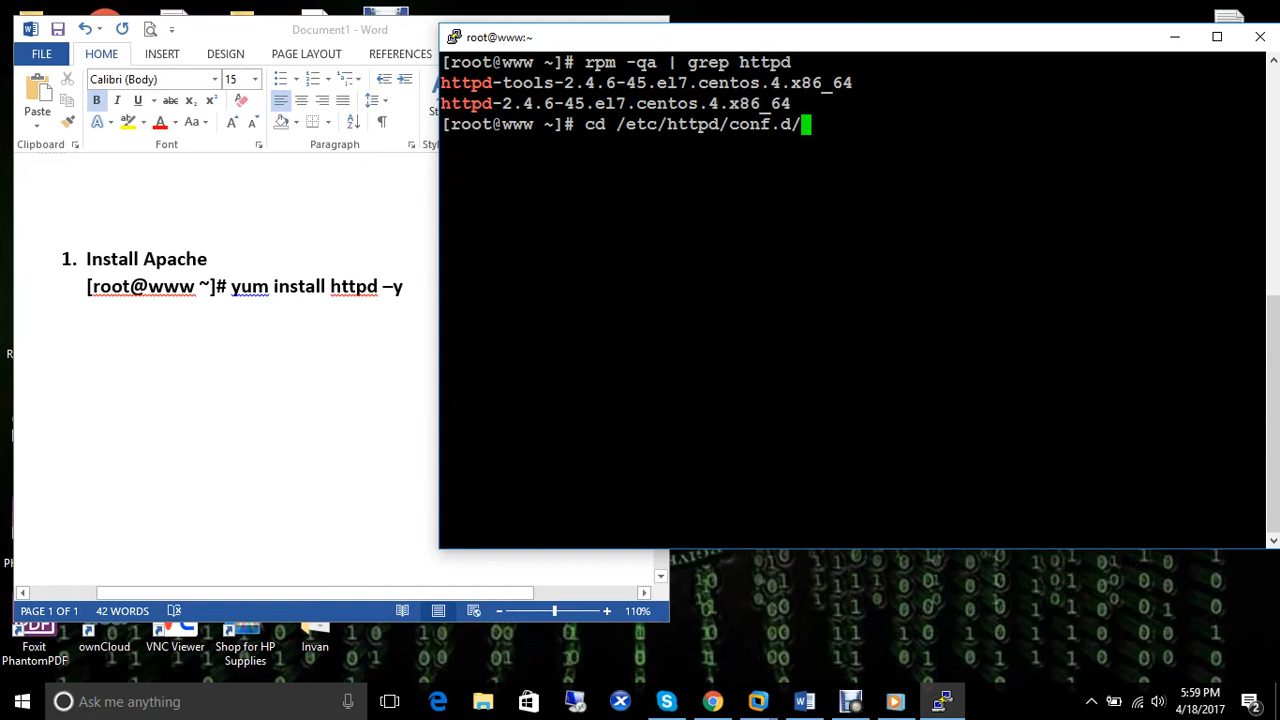 Document1 - Word
FILE HOME INSERT DESIGN PAGE LAYOUT REFERENCES
Calibri (Body) 15
B I U abc
Paste
Clipboard
Font
Paragraph
1. Install Apache
[root@www ~]# yum install httpd –y
PAGE 1 OF 1 42 WORDS 110%
root@www:~
[root@www ~]# rpm -qa | grep httpd
httpd-tools-2.4.6-45.el7.centos.4.x86_64
httpd-2.4.6-45.el7.centos.4.x86_64
[root@www ~]# cd /etc/httpd/conf.d/
Foxit PhantomPDF
ownCloud
VNC Viewer
Shop for HP Supplies
Invan
Ask me anything
5:59 PM
4/18/2017
2